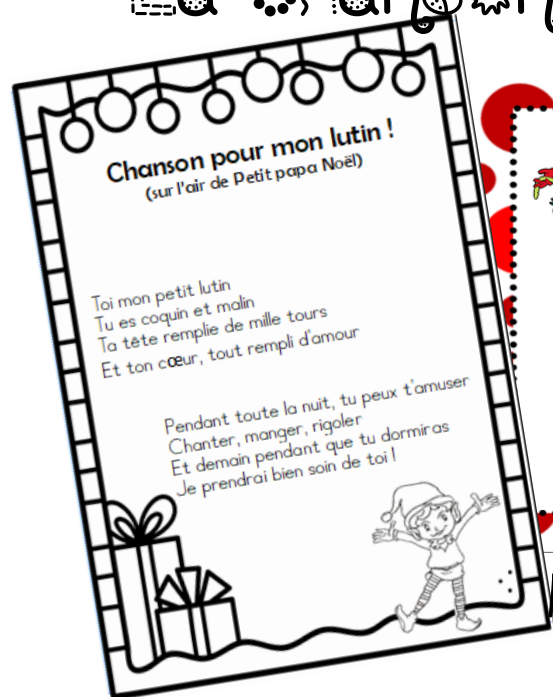 Chanson pour mon lutin !
(sur l'air de Petit papa Noël)
Toi mon petit lutin
Tu es coquin et malin
Ta tête remplie de mille tours
Et ton cœur, tout rempli d'amour
Pendant toute la nuit, tu peux t'amuser
Chanter, manger, rigoler
Et demain pendant que tu dormiras
Je prendrai bien soin de toi !